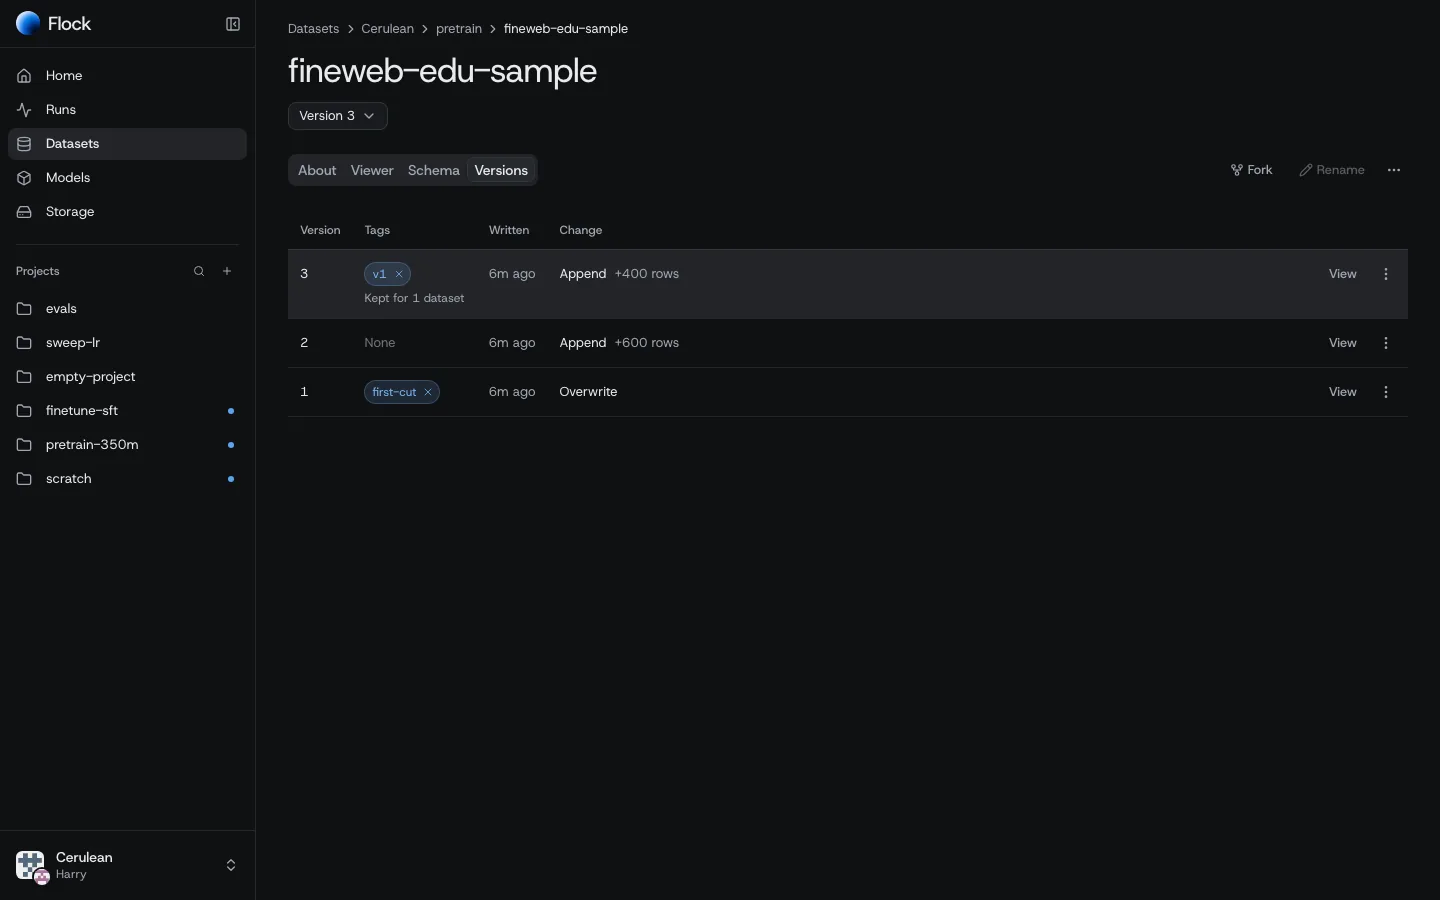 Flock
Home
Runs
Datasets
Models
Storage
Projects
evals
sweep-lr
empty-project
finetune-sft
pretrain-350m
scratch
Cerulean
Harry
Datasets > Cerulean > pretrain > fineweb-edu-sample
fineweb-edu-sample
Version 3
About Viewer Schema Versions
Fork Rename
Version Tags Written Change
3 v1 6m ago Append +400 rows View
Kept for 1 dataset
2 None 6m ago Append +600 rows View
1 first-cut 6m ago Overwrite View